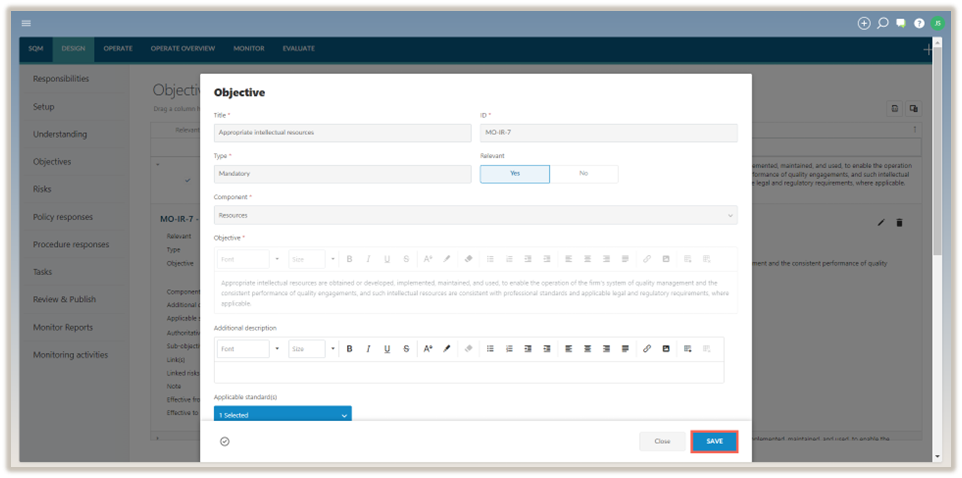 JS
SQM DESIGN OPERATE OPERATE OVERVIEW MONITOR EVALUATE
Responsibilities
Setup
Understanding
Objectives
Risks
Policy responses
Procedure responses
Tasks
Review & Publish
Monitor Reports
Monitoring activities
Objectiv
Drag a column h
Relevant
MO-IR-7 -
Relevant
Type
Objective
Component
Additional d
Applicable s
Authoritativ
Sub-objecti
Link(s)
Linked risks
Note
Effective fro
Effective to
Objective
Title * ID *
Appropriate intellectual resources MO-IR-7
Type * Relevant
Mandatory Yes No
Component *
Resources
Objective *
Font Size B I U S
Appropriate intellectual resources are obtained or developed, implemented, maintained, and used, to enable the operation of the firm's system of quality management and the
consistent performance of quality engagements, and such intellectual resources are consistent with professional standards and applicable legal and regulatory requirements, where
applicable.
Additional description
Font Size B I U S
Applicable standard(s)
1 Selected
Close SAVE
emented, maintained, and used, to enable the operation
formance of quality engagements, and such intellectual
legal and regulatory requirements, where applicable.
ment and the consistent performance of quality
mplemented, maintained, and used, to enable the